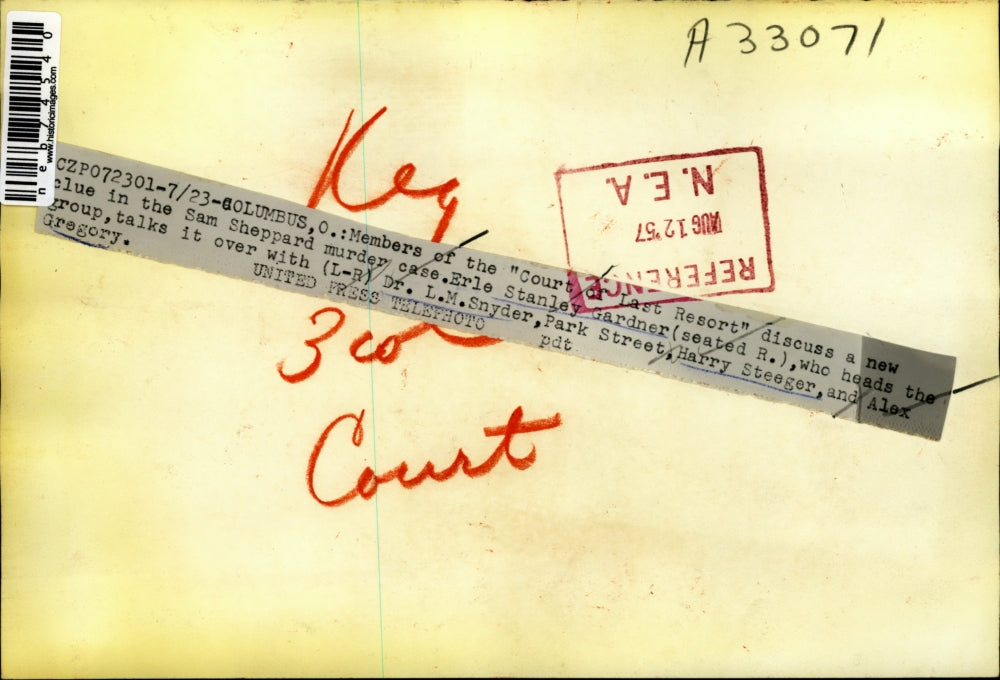 A33071
neb74540
www.historicimages.com
Key
N.E.A.
AUG 12 '57
REFERENCE
CZP072301-7/23-COLUMBUS,O.:Members of the "Court of Last Resort" discuss a new
clue in the Sam Sheppard murder case.Erle Stanley Gardner(seated R.),who heads the
group,talks it over with (L-R) Dr. L.M.Snyder,Park Street,Harry Steeger,and Alex
Gregory.
UNITED PRESS TELEPHOTO pdt
3 col
Court